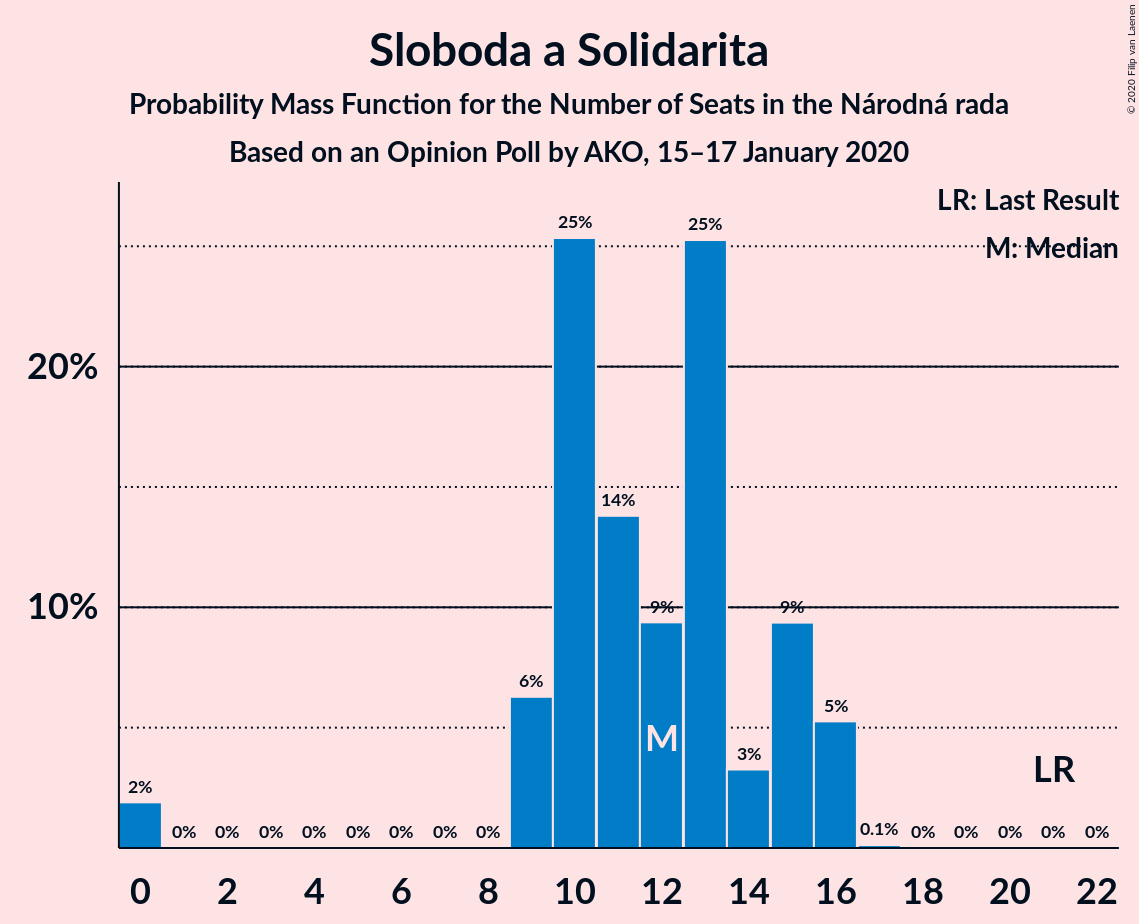 Sloboda a Solidarita
Probability Mass Function for the Number of Seats in the Národná rada
Based on an Opinion Poll by AKO, 15–17 January 2020
© 2020 Filip van Laenen
LR: Last Result
M: Median
25% 25%
20%
14%
10% 9% 9%
6%
5%
M
3%
LR
2%
0% 0% 0% 0% 0% 0% 0% 0% 0.1% 0% 0% 0% 0% 0%
0 2 4 6 8 10 12 14 16 18 20 22